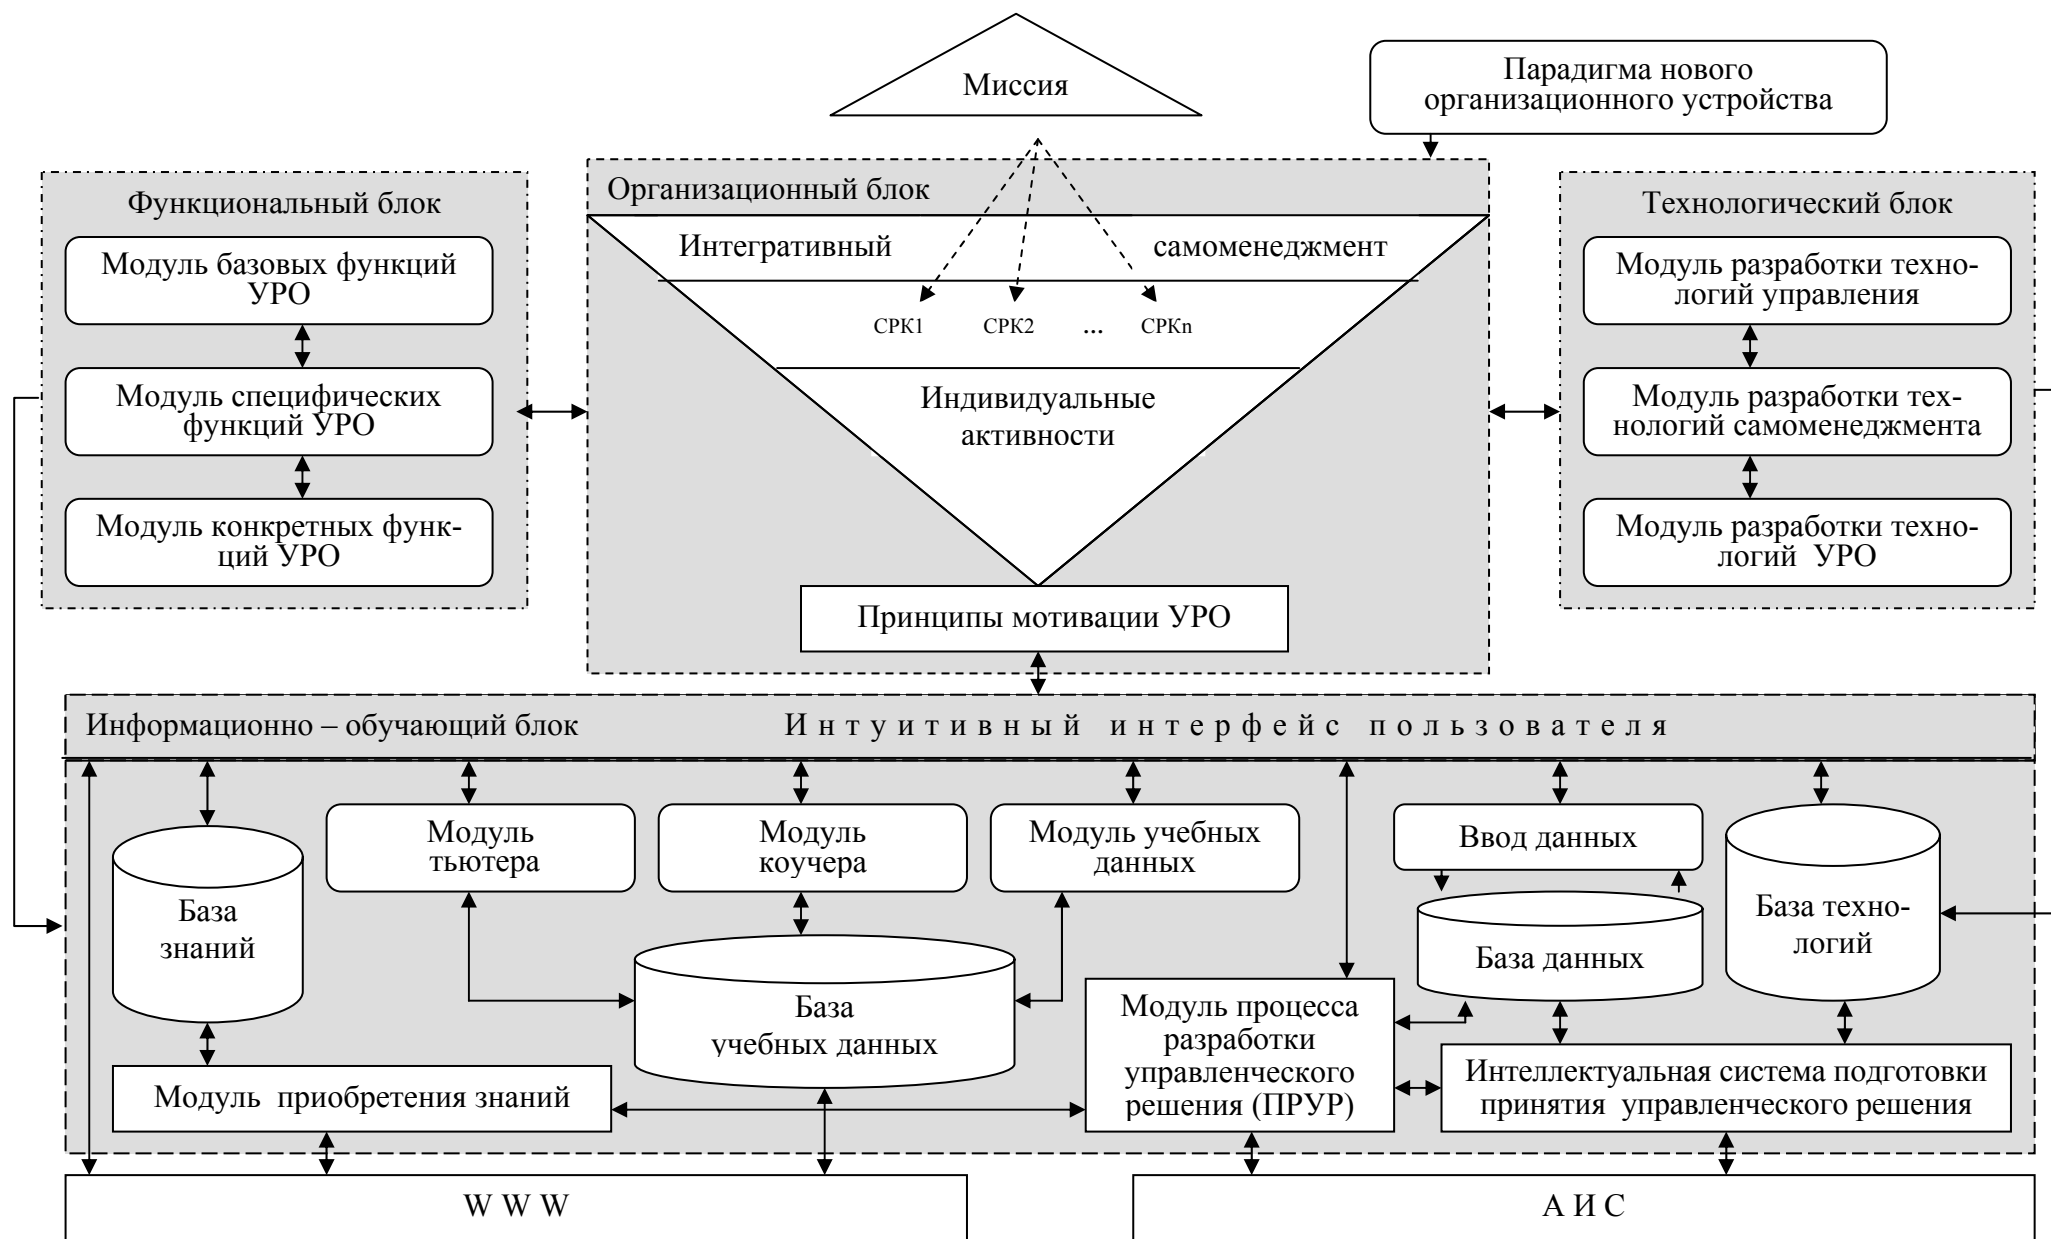 Миссия
Парадигма нового
организационного устройства
Функциональный блок
Модуль базовых функций
УРО
Модуль специфических
функций УРО
Модуль конкретных функ-
ций УРО
Организационный блок
Интегративный самоменеджмент
СРК1 СРК2 ... СРКn
Индивидуальные
активности
Принципы мотивации УРО
Технологический блок
Модуль разработки техно-
логий управления
Модуль разработки тех-
нологий самоменеджмента
Модуль разработки техно-
логий УРО
Информационно – обучающий блок
Интуитивный интерфейс пользователя
База
знаний
Модуль
тьютера
Модуль
коучера
Модуль учебных
данных
Ввод данных
База техно-
логий
База данных
База
учебных данных
Модуль процесса
разработки
управленческого
решения (ПРУР)
Модуль приобретения знаний
Интеллектуальная система подготовки
принятия управленческого решения
W W W
А И С